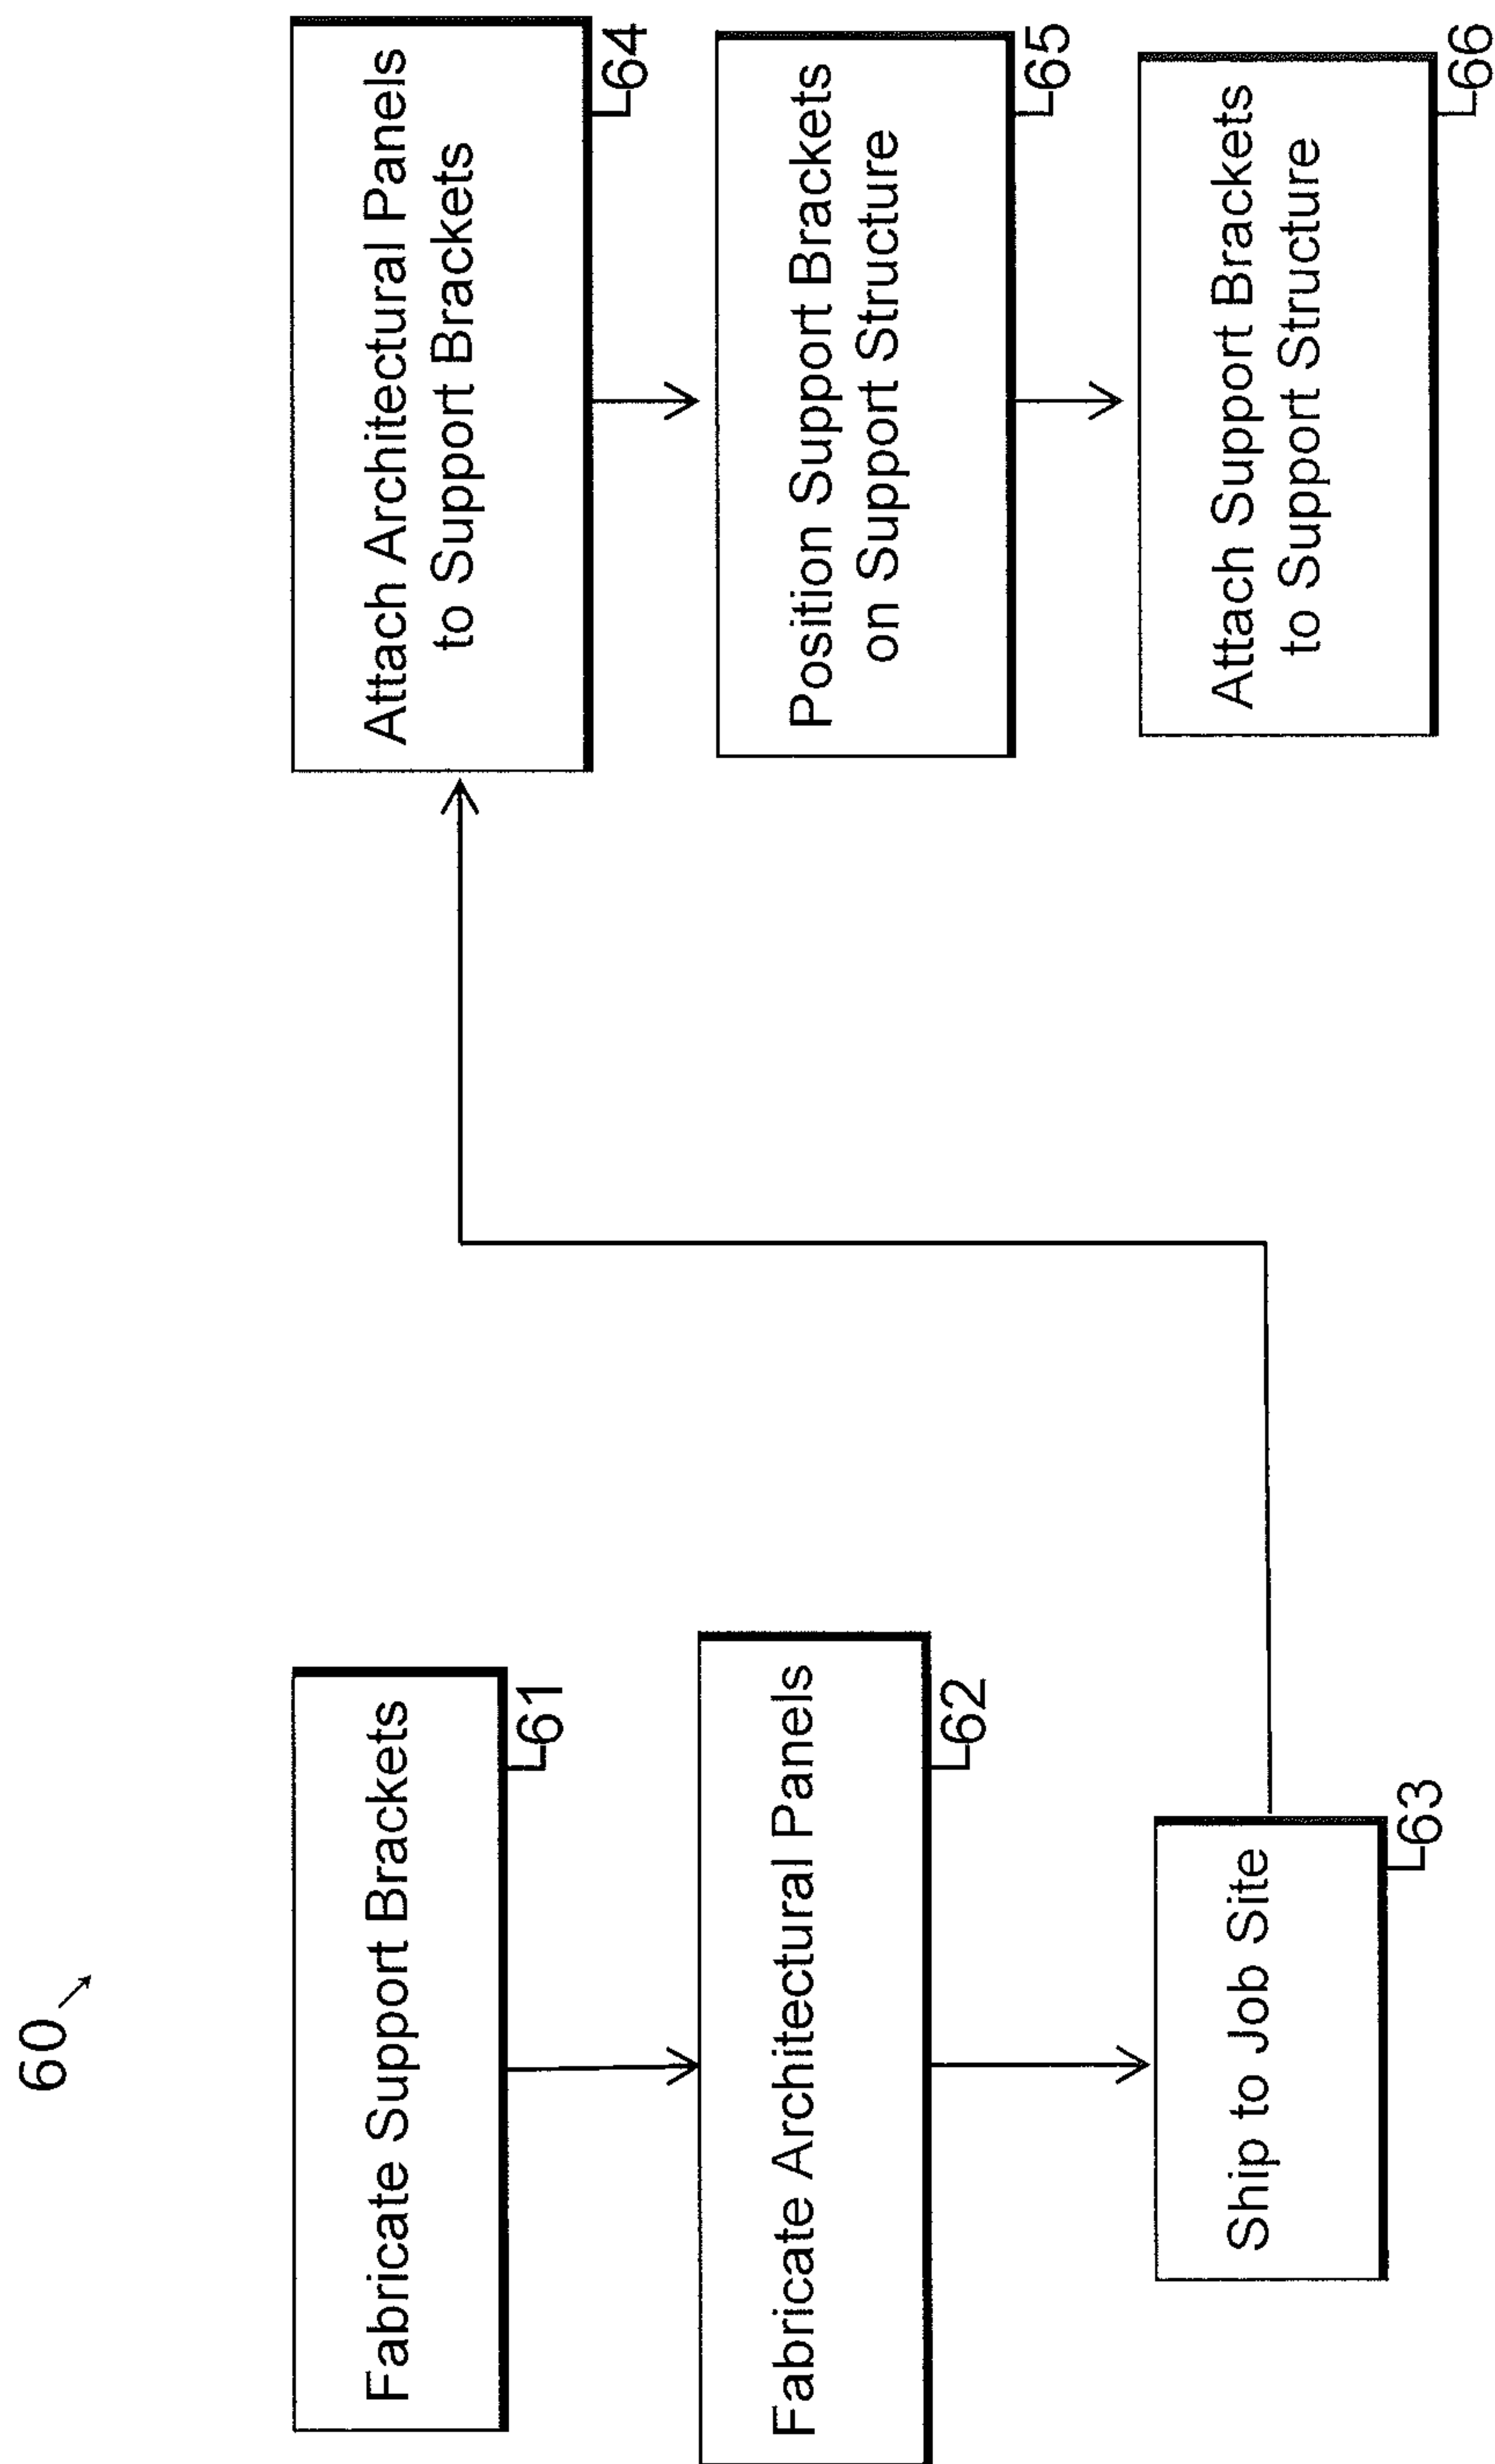 60
Fabricate Support Brackets
61
Fabricate Architectural Panels
62
Ship to Job Site
63
Attach Architectural Panels
to Support Brackets
64
Position Support Brackets
on Support Structure
65
Attach Support Brackets
to Support Structure
66